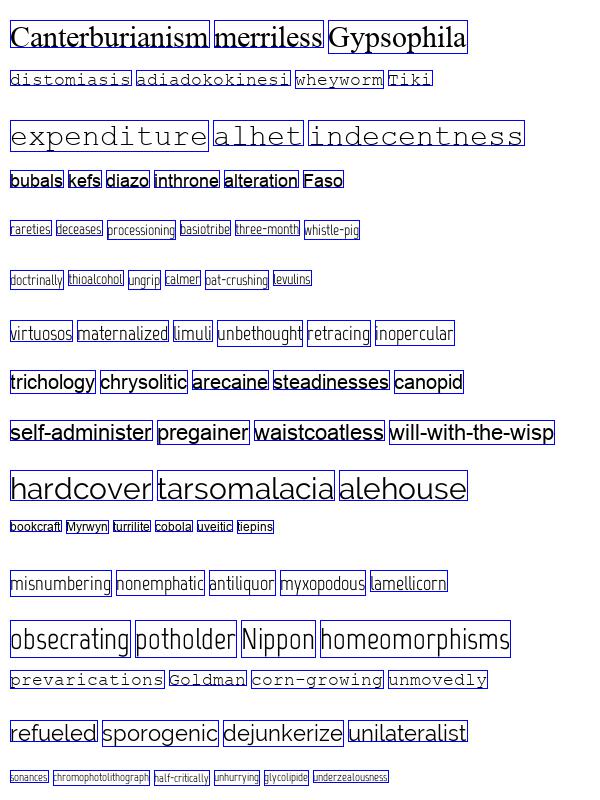 Canterburianism merriless Gypsophila
distomiasis adiadokokinesi wheyworm Tiki
expenditure alhet indecentness
bubals kefs diazo inthrone alteration Faso
rareties deceases processioning basiotribe three-month whistle-pig
doctrinally thioalcohol ungrip calmer oat-crushing levulins
virtuosos maternalized limuli unbethought retracing inopercular
trichology chrysolitic arecaine steadinesses canopid
self-administer pregainer waistcoatless will-with-the-wisp
hardcover tarsomalacia alehouse
bookcraft Myrwyn turrilite cobola uveitic tiepins
misnumbering nonemphatic antiliquor myxopodous lamellicorn
obsecrating potholder Nippon homeomorphisms
prevarications Goldman corn-growing unmovedly
refueled sporogenic dejunkerize unilateralist
sonances chromophotolithograph half-critically unhurrying glycolipide underzealousness